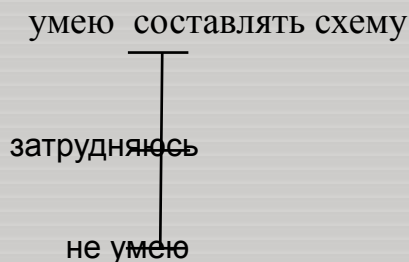 умею составлять схему
затрудняюсь
не умею